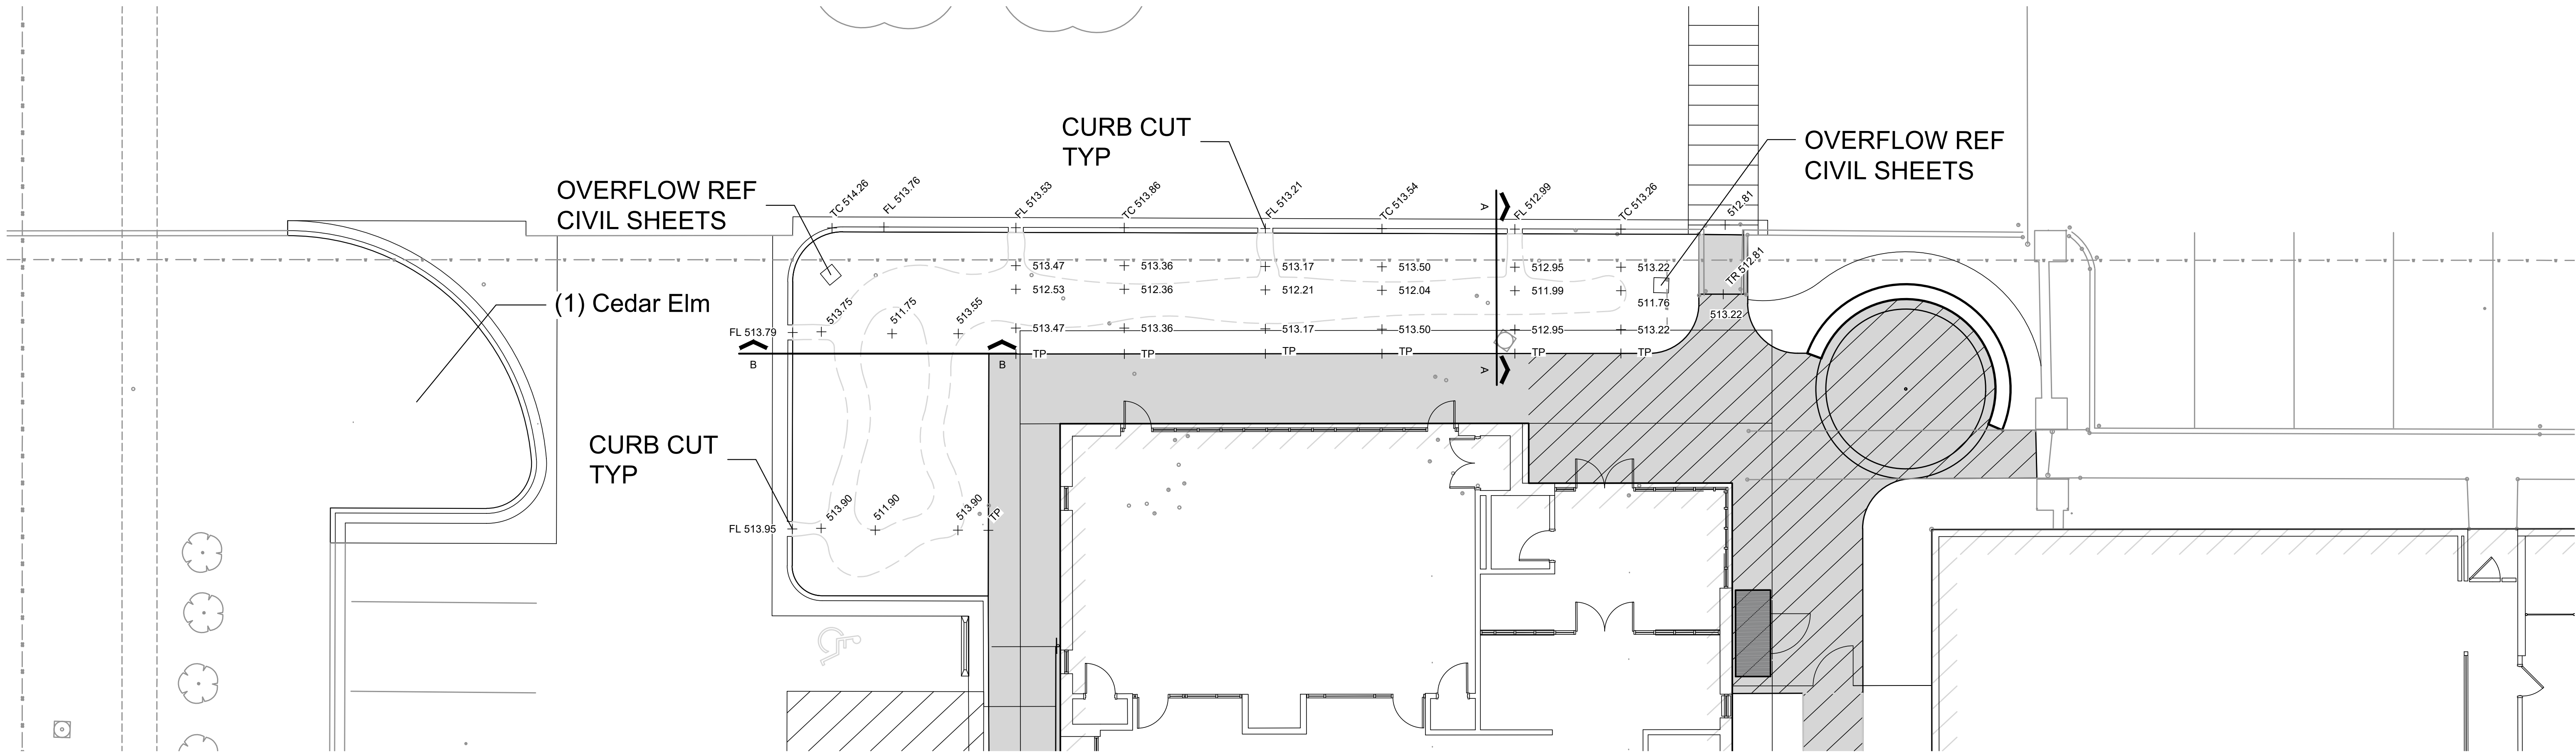 CURB CUT
TYP
OVERFLOW REF
CIVIL SHEETS
OVERFLOW REF
CIVIL SHEETS
TC 514.26
FL 513.76
FL 513.53
TC 513.86
FL 513.21
TC 513.54
A
FL 512.99
TC 513.26
512.81
513.47
513.36
513.17
513.50
512.95
513.22
TR 512.81
512.53
512.36
512.21
512.04
511.99
511.76
(1) Cedar Elm
FL 513.79
513.75
511.75
513.55
513.47
513.36
513.17
513.50
512.95
513.22
513.22
TP
TP
TP
TP
TP
TP
B
B
A
CURB CUT
TYP
FL 513.95
513.90
511.90
513.90
TP